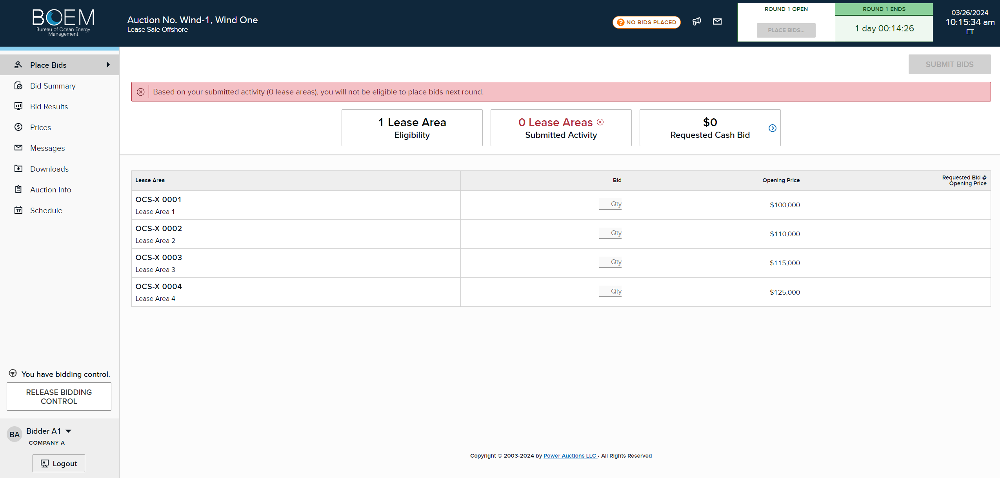 BOEM
Bureau of Ocean Energy
Management
Auction No. Wind-1, Wind One
Lease Sale Offshore
? NO BIDS PLACED
ROUND 1 OPEN
PLACE BIDS...
ROUND 1 ENDS
1 day 00:14:26
03/26/2024
10:15:34 am
ET
Place Bids
Bid Summary
Bid Results
Prices
Messages
Downloads
Auction Info
17 Schedule
You have bidding control.
RELEASE BIDDING
CONTROL
BA Bidder A1
COMPANY A
Logout
SUBMIT BIDS
Based on your submitted activity (0 lease areas), you will not be eligible to place bids next round.
1 Lease Area
Eligibility
0 Lease Areas
Submitted Activity
$0
Requested Cash Bid
Lease Area Bid Opening Price Requested Bid @
Opening Price
OCS-X 0001
Lease Area 1
Qty $100,000
OCS-X 0002
Lease Area 2
Qty $110,000
OCS-X 0003
Lease Area 3
Qty $115,000
OCS-X 0004
Lease Area 4
Qty $125,000
Copyright © 2003-2024 by Power Auctions LLC • All Rights Reserved